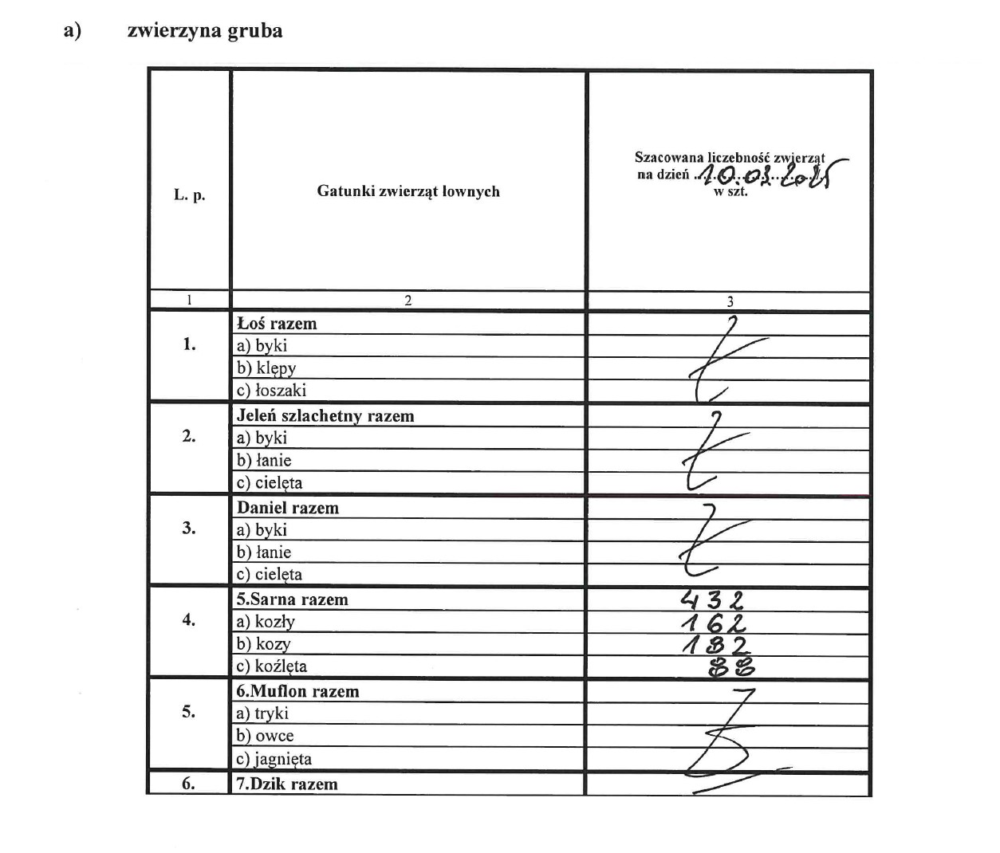 a) zwierzyna gruba
L. p.
Gatunki zwierząt łownych
Szacowana liczebność zwierząt
na dzień 10.03.2025
w szt.
1 2 3
1.
Łoś razem
a) byki
b) klępy
c) łoszaki
2.
Jeleń szlachetny razem
a) byki
b) łanie
c) cielęta
3.
Daniel razem
a) byki
b) łanie
c) cielęta
4.
5.Sarna razem 432
a) kozły 162
b) kozy 182
c) koźlęta 88
5.
6.Muflon razem
a) tryki
b) owce
c) jagnięta
6. 7.Dzik razem